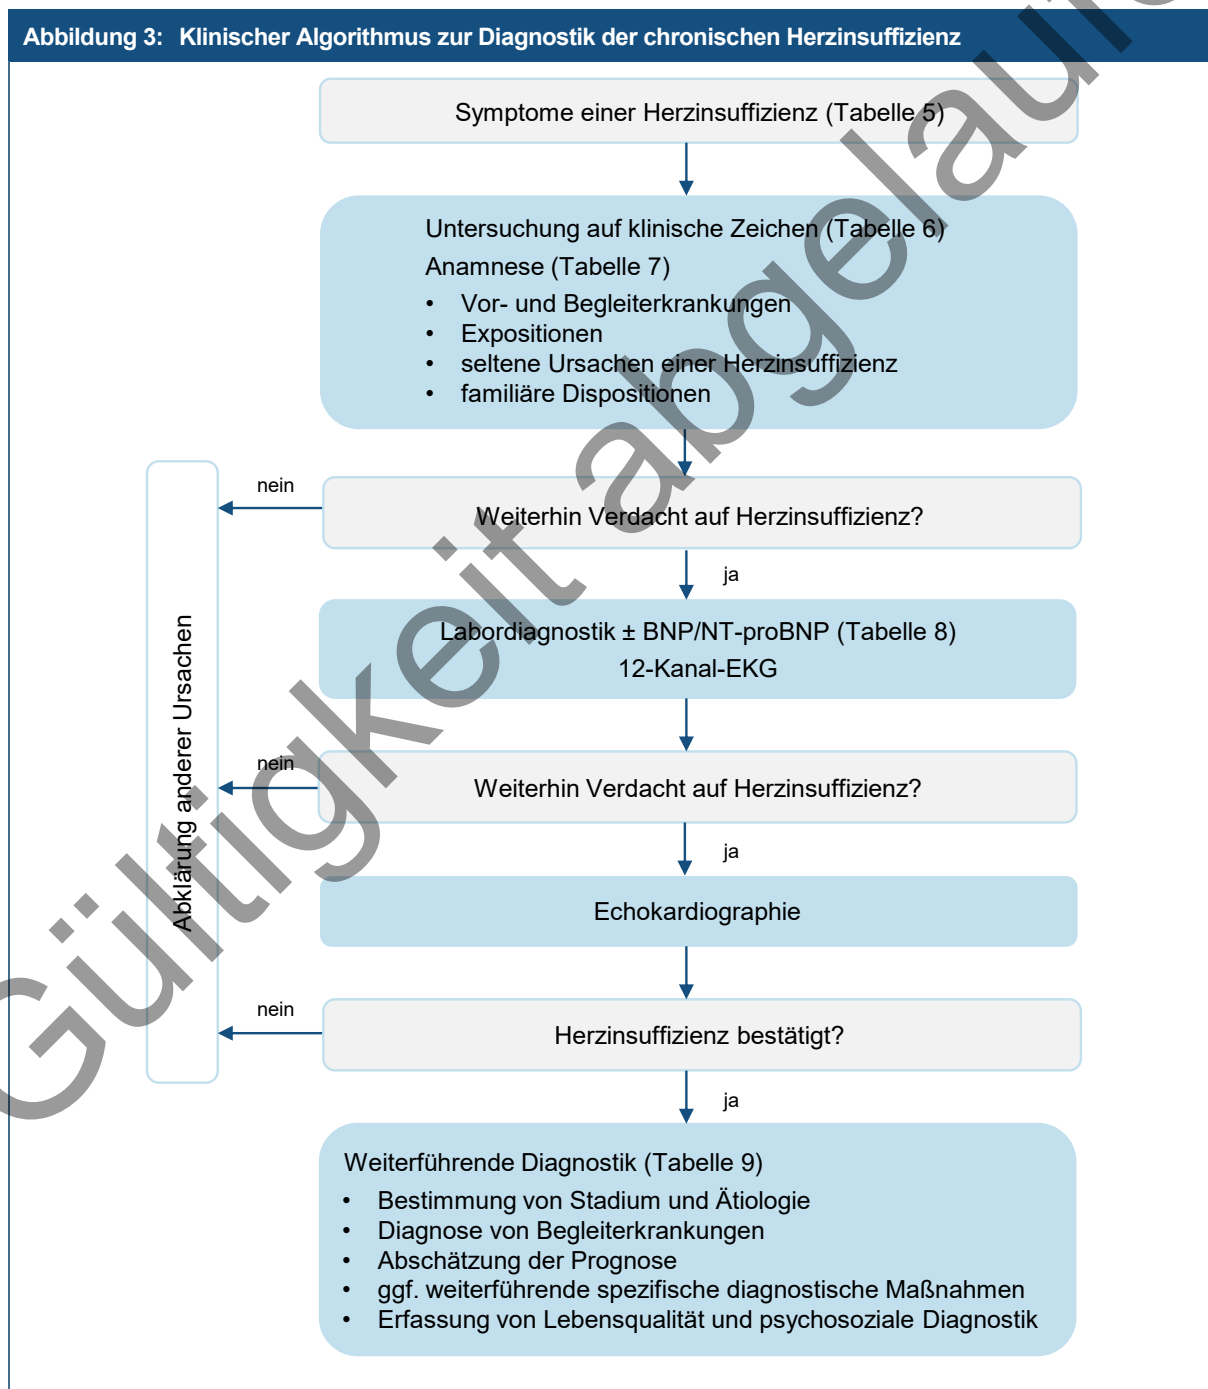 Abbildung 3: Klinischer Algorithmus zur Diagnostik der chronischen Herzinsuffizienz
Symptome einer Herzinsuffizienz (Tabelle 5)
Untersuchung auf klinische Zeichen (Tabelle 6)
Anamnese (Tabelle 7)
• Vor- und Begleiterkrankungen
• Expositionen
• seltene Ursachen einer Herzinsuffizienz
• familiäre Dispositionen
nein
Weiterhin Verdacht auf Herzinsuffizienz?
ja
Labordiagnostik ± BNP/NT-proBNP (Tabelle 8)
12-Kanal-EKG
Abklärung anderer Ursachen
nein
Weiterhin Verdacht auf Herzinsuffizienz?
ja
Echokardiographie
nein
Herzinsuffizienz bestätigt?
ja
Weiterführende Diagnostik (Tabelle 9)
• Bestimmung von Stadium und Ätiologie
• Diagnose von Begleiterkrankungen
• Abschätzung der Prognose
• ggf. weiterführende spezifische diagnostische Maßnahmen
• Erfassung von Lebensqualität und psychosoziale Diagnostik
Gültigkeit abgelaufe